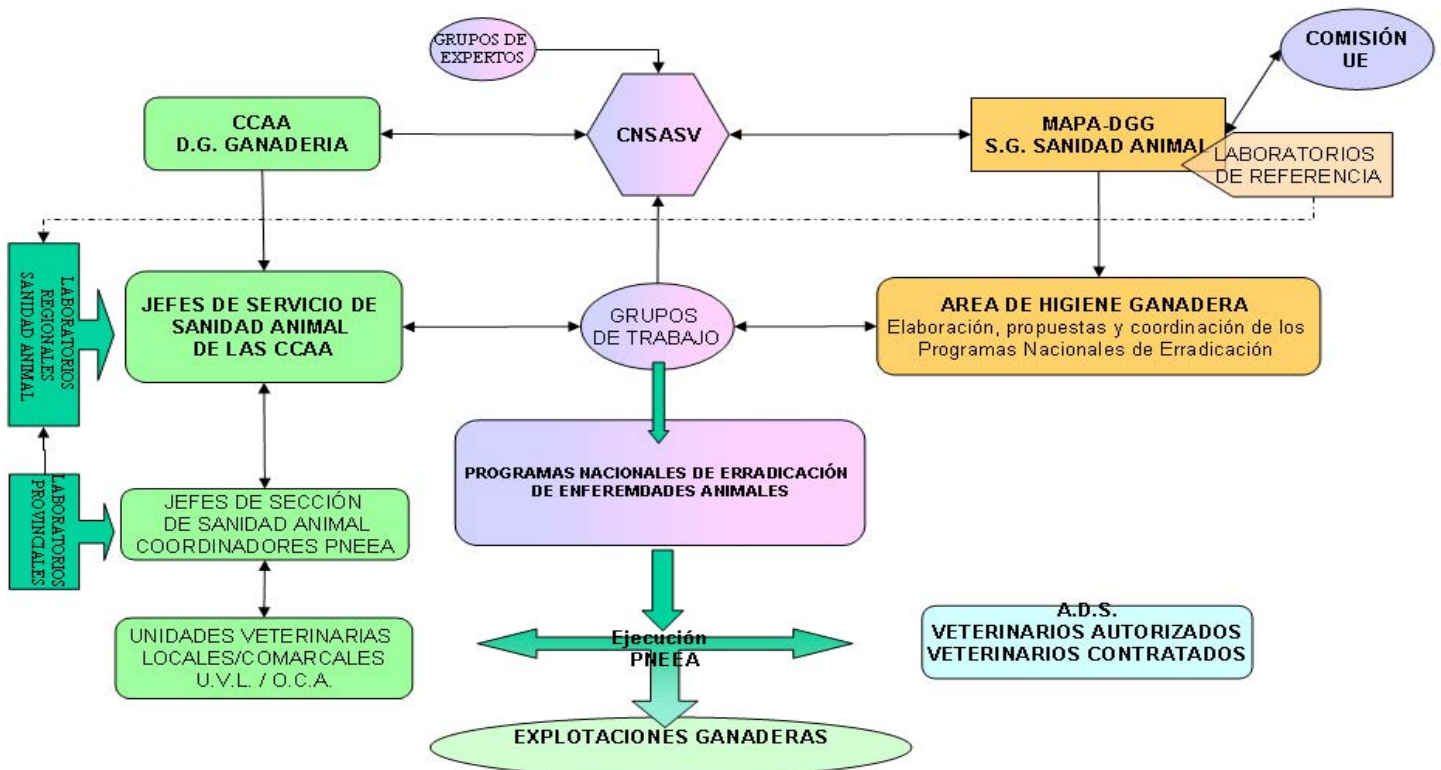 GRUPOS DE
EXPERTOS
COMISIÓN
UE
CCAA
D.G. GANADERIA
CNSASV
MAPA-DGG
S.G. SANIDAD ANIMAL
LABORATORIOS
DE REFERENCIA
LABORATORIOS
REGIONALES
SANIDAD ANIMAL
JEFES DE SERVICIO DE
SANIDAD ANIMAL
DE LAS CCAA
GRUPOS
DE TRABAJO
AREA DE HIGIENE GANADERA
Elaboración, propuestas y coordinación de los
Programas Nacionales de Erradicación
PROGRAMAS NACIONALES DE ERRADICACIÓN
DE ENFEREMDADES ANIMALES
LABORATORIOS
PROVINCIALES
JEFES DE SECCIÓN
DE SANIDAD ANIMAL
COORDINADORES PNEEA
UNIDADES VETERINARIAS
LOCALES/COMARCALES
U.V.L. / O.C.A.
Ejecución
PNEEA
A.D.S.
VETERINARIOS AUTORIZADOS
VETERINARIOS CONTRATADOS
EXPLOTACIONES GANADERAS